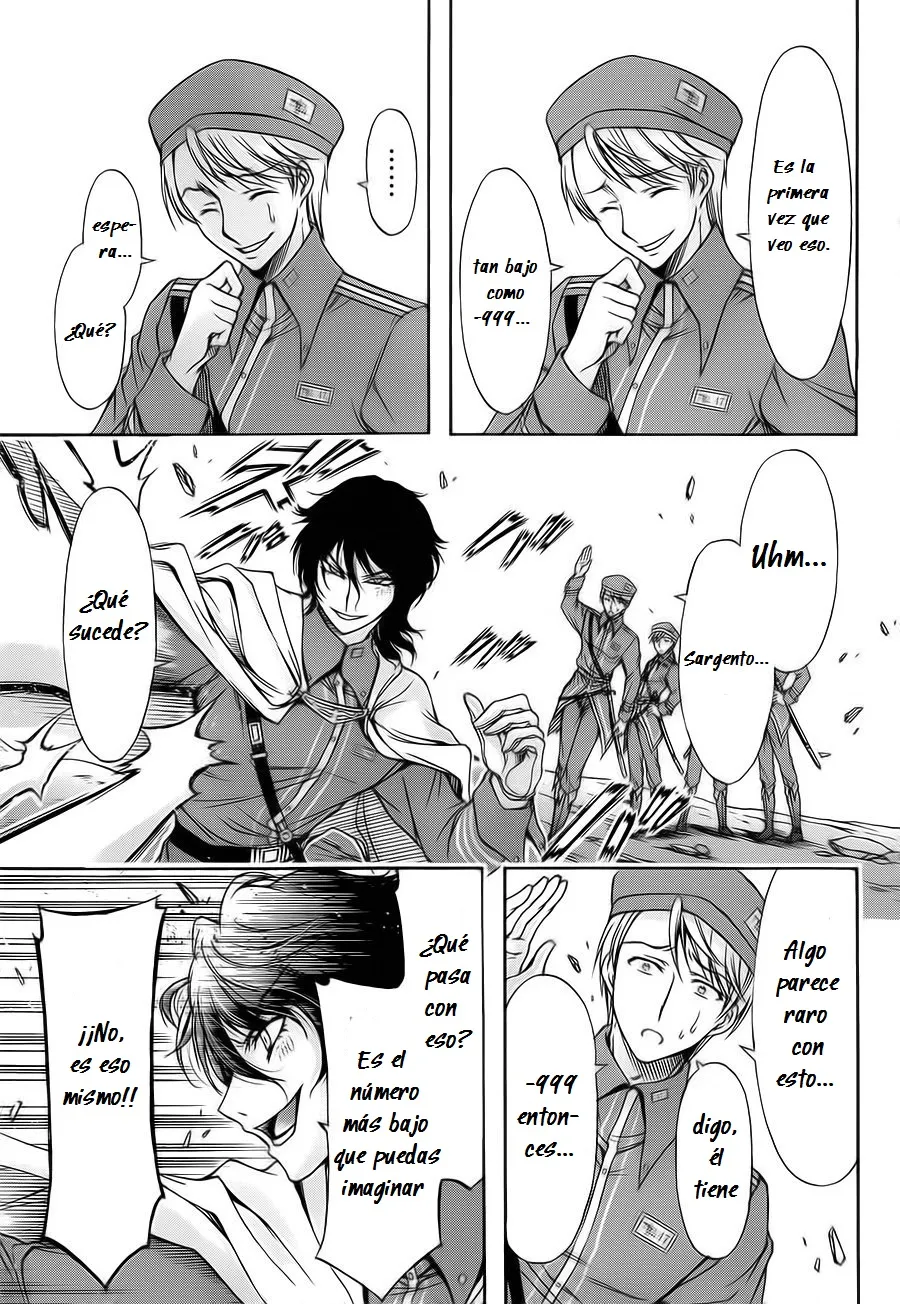 Es la
primera
vez que
veo eso.
tan bajo
como
-999...
......
espe-
ra...
¿Qué?
Uhm...
Sargento...
¿Qué
sucede?
Algo
parece
raro
con
esto...
digo,
él
tiene
-999
enton-
ces...
¿Qué
pasa
con
eso?
Es el
número
más bajo
que puedas
imaginar
¡¡No,
es eso
mismo!!